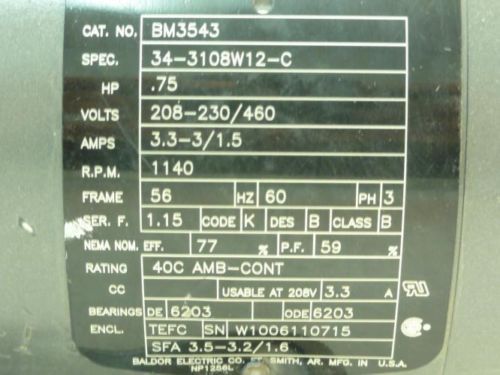 CAT. NO. BM3543
SPEC. 34-3108W12-C
HP .75
VOLTS 208-230/460
AMPS 3.3-3/1.5
R.P.M. 1140
FRAME 56 HZ 60 PH 3
SER. F. 1.15 CODE K DES B CLASS B
NEMA NOM. EFF. 77 % P.F. 59 %
RATING 40C AMB-CONT
CC USABLE AT 208V 3.3 A
BEARINGS DE 6203 ODE 6203
ENCL. TEFC SN W1006110715
SFA 3.5-3.2/1.6
BALDOR ELECTRIC CO. FT. SMITH, AR. MFG. IN U.S.A.
NP1256L